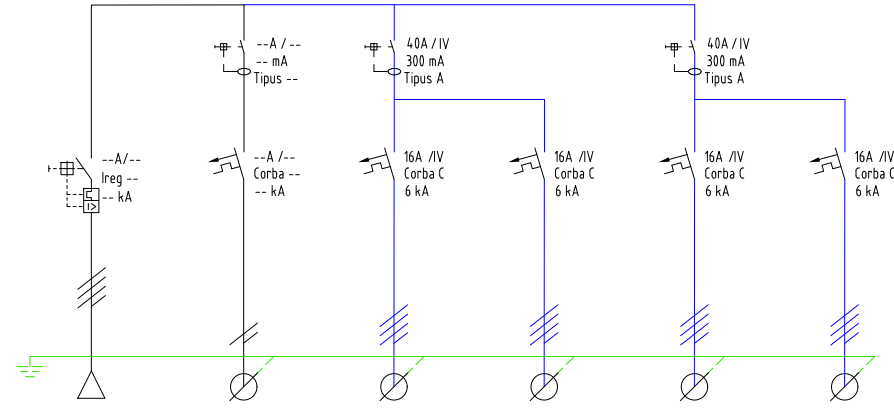 --A / --
-- mA
Tipus --
40A / IV
300 mA
Tipus A
40A / IV
300 mA
Tipus A
--A/--
Ireg --
-- kA
--A /--
Corba --
-- kA
16A /IV
Corba C
6 kA
16A /IV
Corba C
6 kA
16A /IV
Corba C
6 kA
16A /IV
Corba C
6 kA